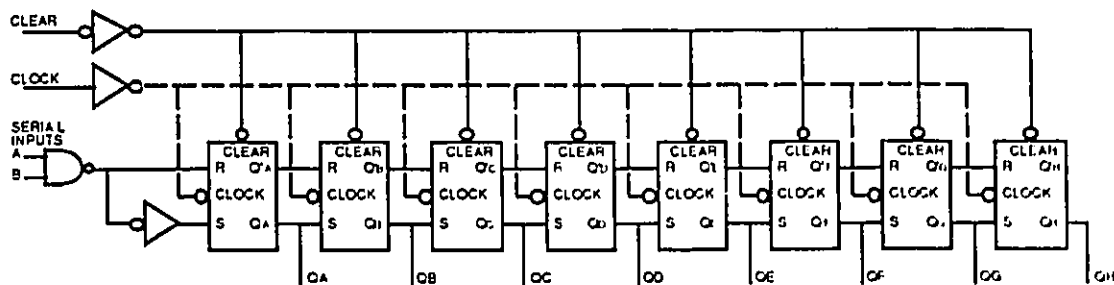 CLEAR
CLOCK
SERIAL
INPUTS
A
B
CLEAR CLEAR CLEAR CLEAR CLEAR CLEAR CLEAR CLEAR
R R R R R R R R
CLOCK CLOCK CLOCK CLOCK CLOCK CLOCK CLOCK CLOCK
S QA S S S S S S S
QA QB QC QD QE QF QG QH